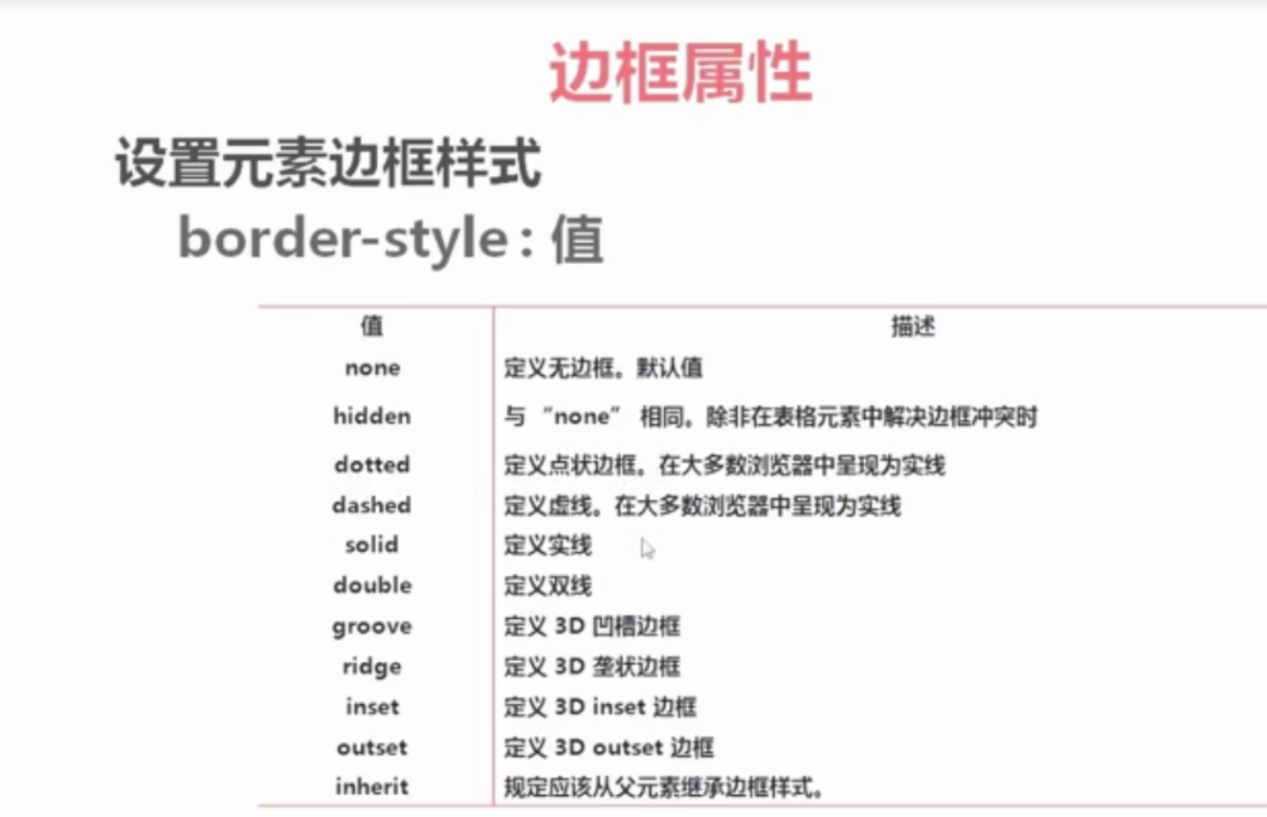 边框属性
设置元素边框样式
border-style : 值
值 描述
none 定义无边框。默认值
hidden 与 “none” 相同。除非在表格元素中解决边框冲突时
dotted 定义点状边框。在大多数浏览器中呈现为实线
dashed 定义虚线。在大多数浏览器中呈现为实线
solid 定义实线
double 定义双线
groove 定义 3D 凹槽边框
ridge 定义 3D 垄状边框
inset 定义 3D inset 边框
outset 定义 3D outset 边框
inherit 规定应该从父元素继承边框样式。